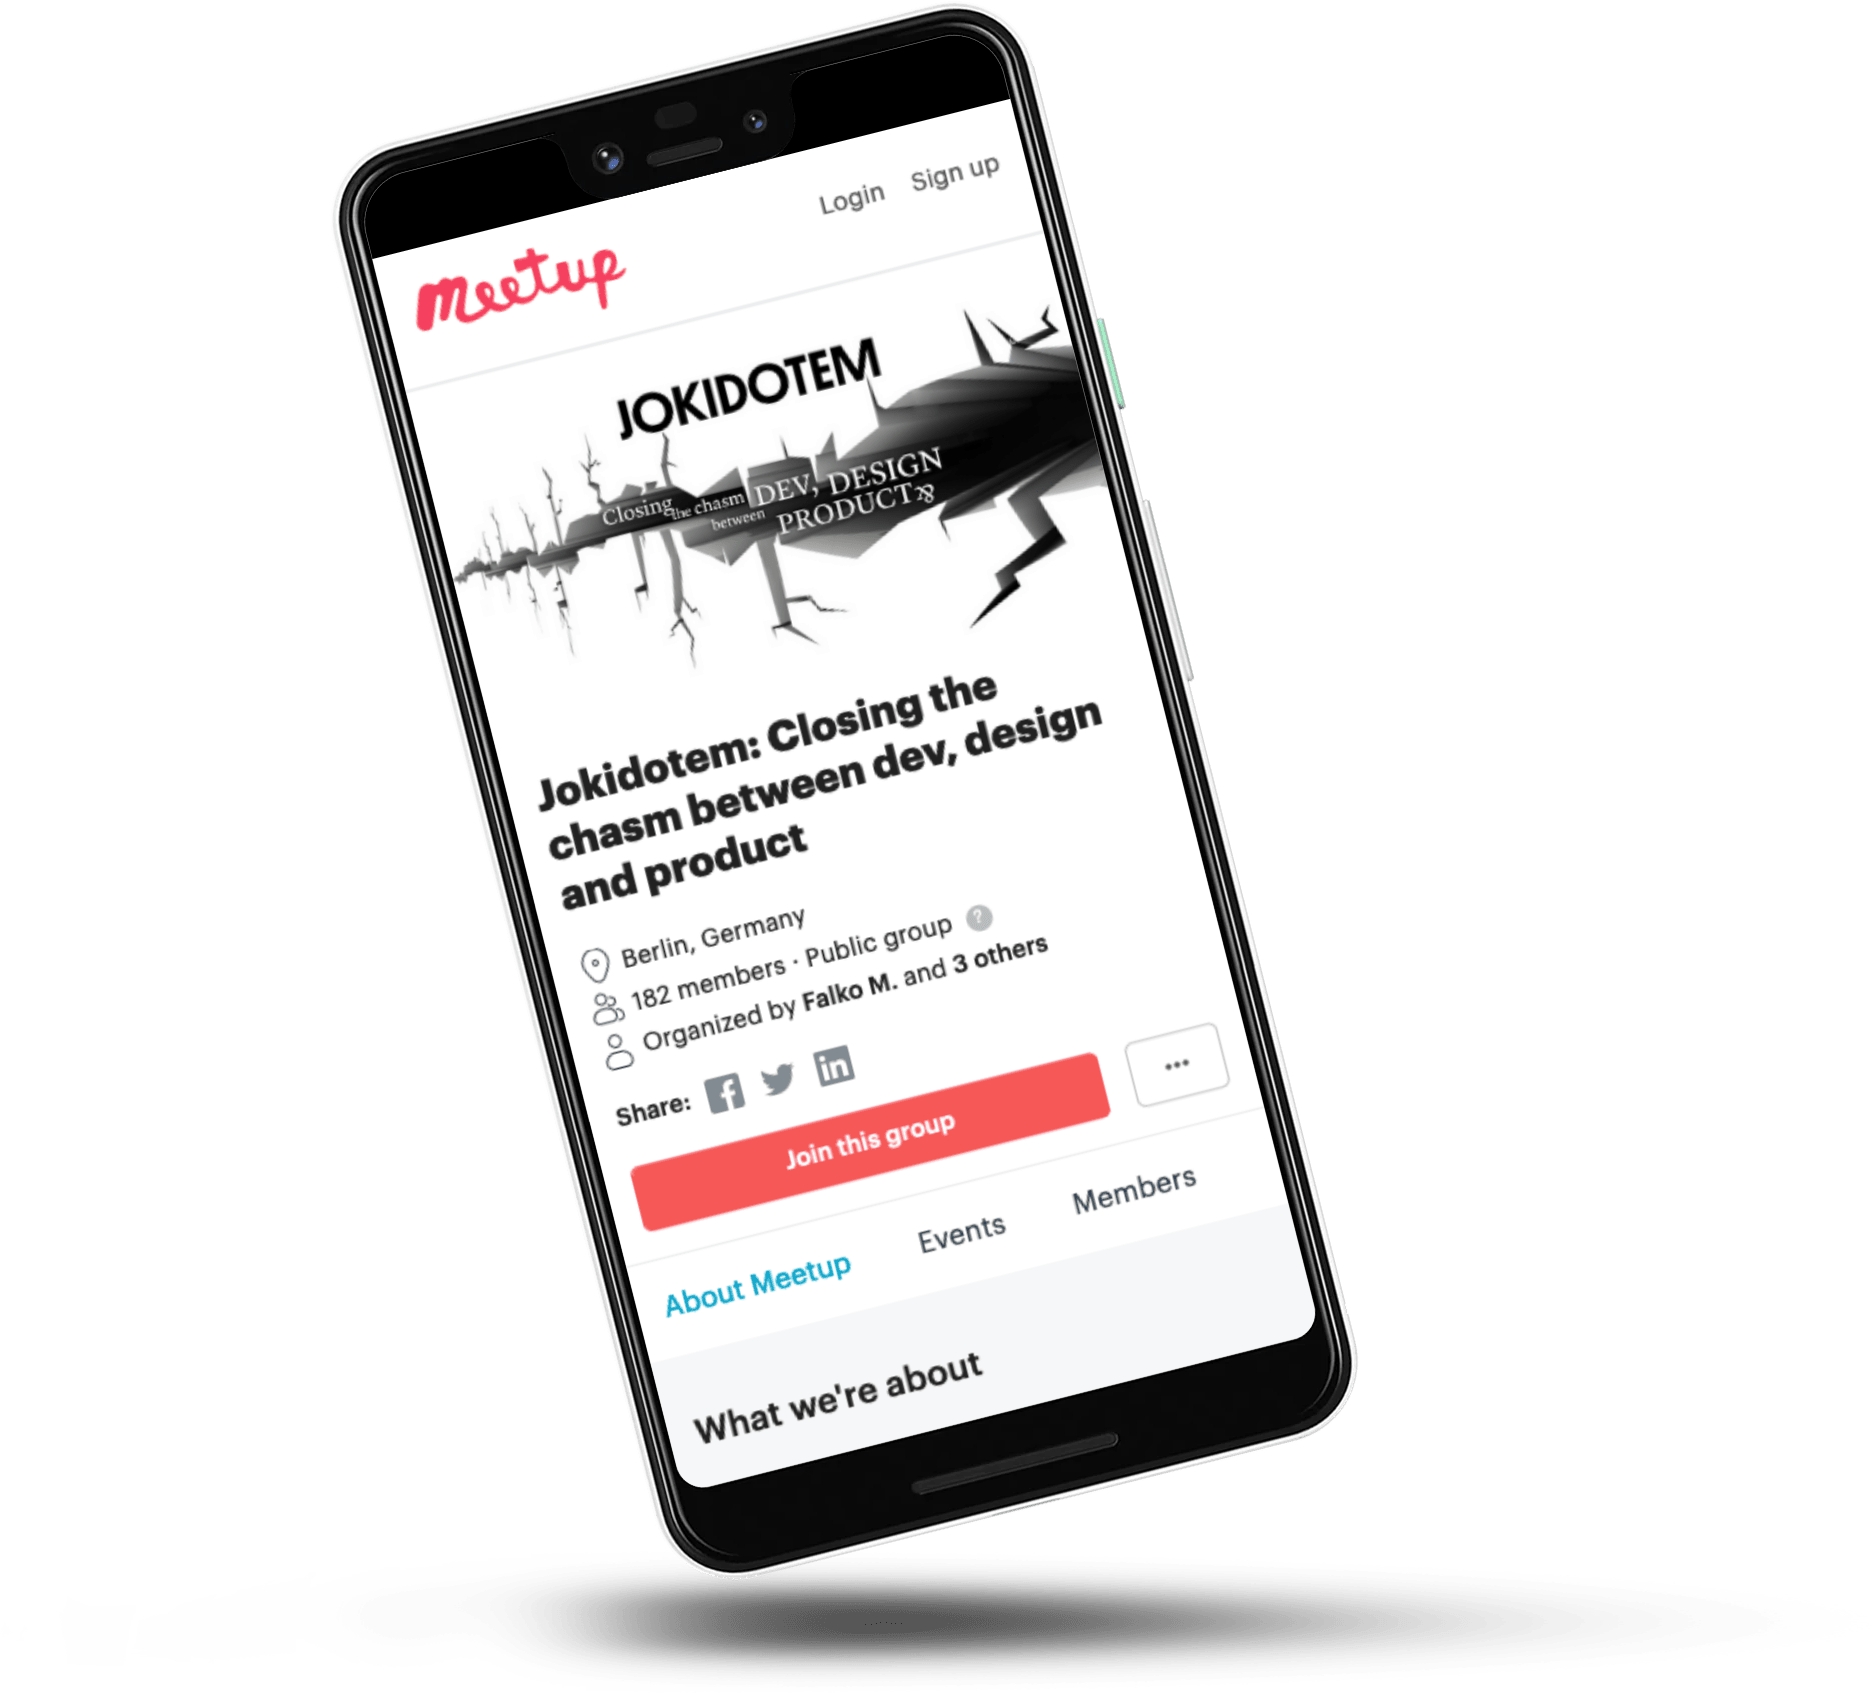 Login Sign up
meetup
JOKIDOTEM
Closing the chasm between DEV, DESIGN
PRODUCT
Jokidotem: Closing the
chasm between dev, design
and product
Berlin, Germany
182 members · Public group ?
Organized by Falko M. and 3 others
Share: f in
Join this group
About Meetup Events Members
What we're about